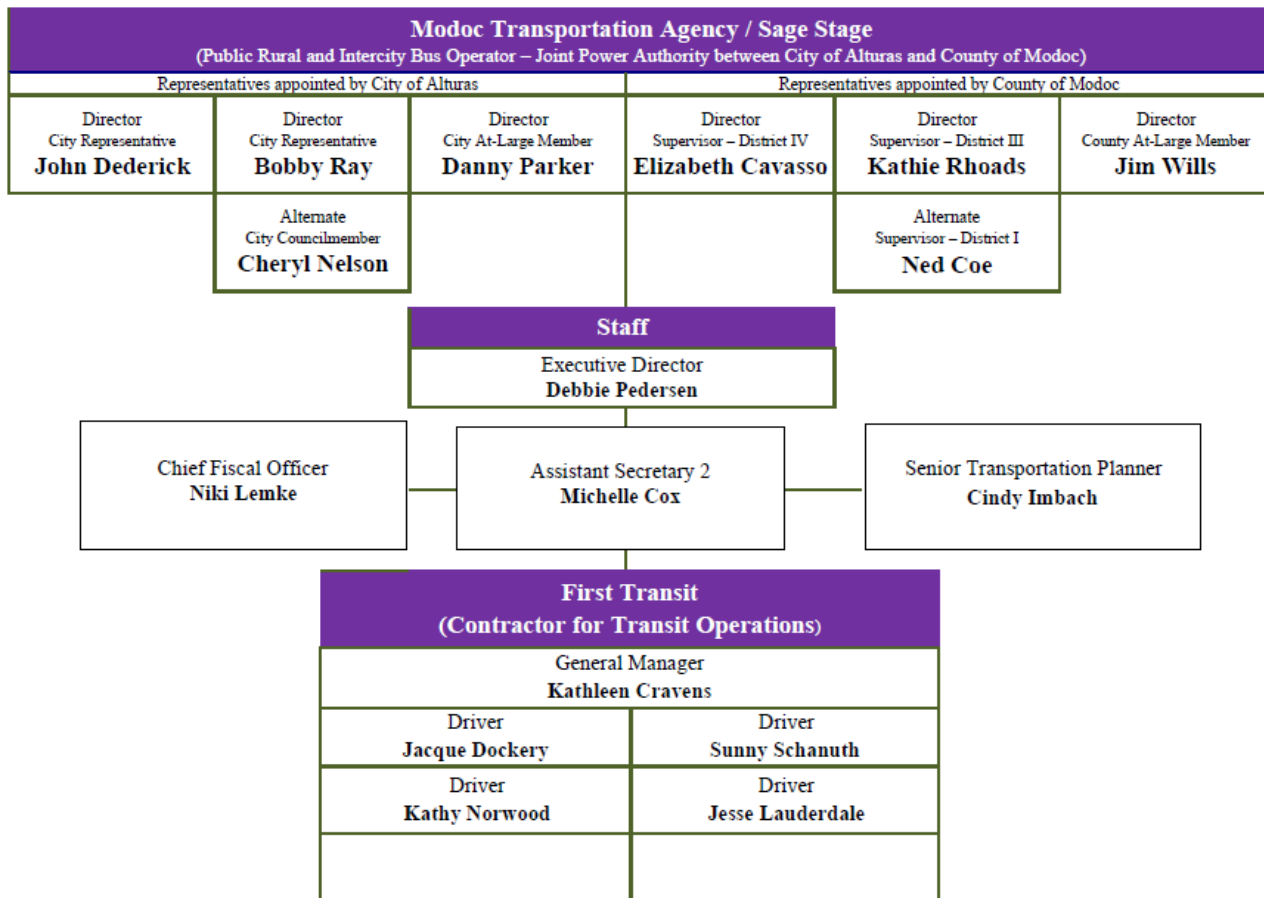 Modoc Transportation Agency / Sage Stage
(Public Rural and Intercity Bus Operator – Joint Power Authority between City of Alturas and County of Modoc)
Representatives appointed by City of Alturas
Representatives appointed by County of Modoc
Director
City Representative
John Dederick
Director
City Representative
Bobby Ray
Director
City At-Large Member
Danny Parker
Director
Supervisor – District IV
Elizabeth Cavasso
Director
Supervisor – District III
Kathie Rhoads
Director
County At-Large Member
Jim Wills
Alternate
City Councilmember
Cheryl Nelson
Alternate
Supervisor – District I
Ned Coe
Staff
Executive Director
Debbie Pedersen
Chief Fiscal Officer
Niki Lemke
Assistant Secretary 2
Michelle Cox
Senior Transportation Planner
Cindy Imbach
First Transit
(Contractor for Transit Operations)
General Manager
Kathleen Cravens
Driver
Jacque Dockery
Driver
Sunny Schanuth
Driver
Kathy Norwood
Driver
Jesse Lauderdale